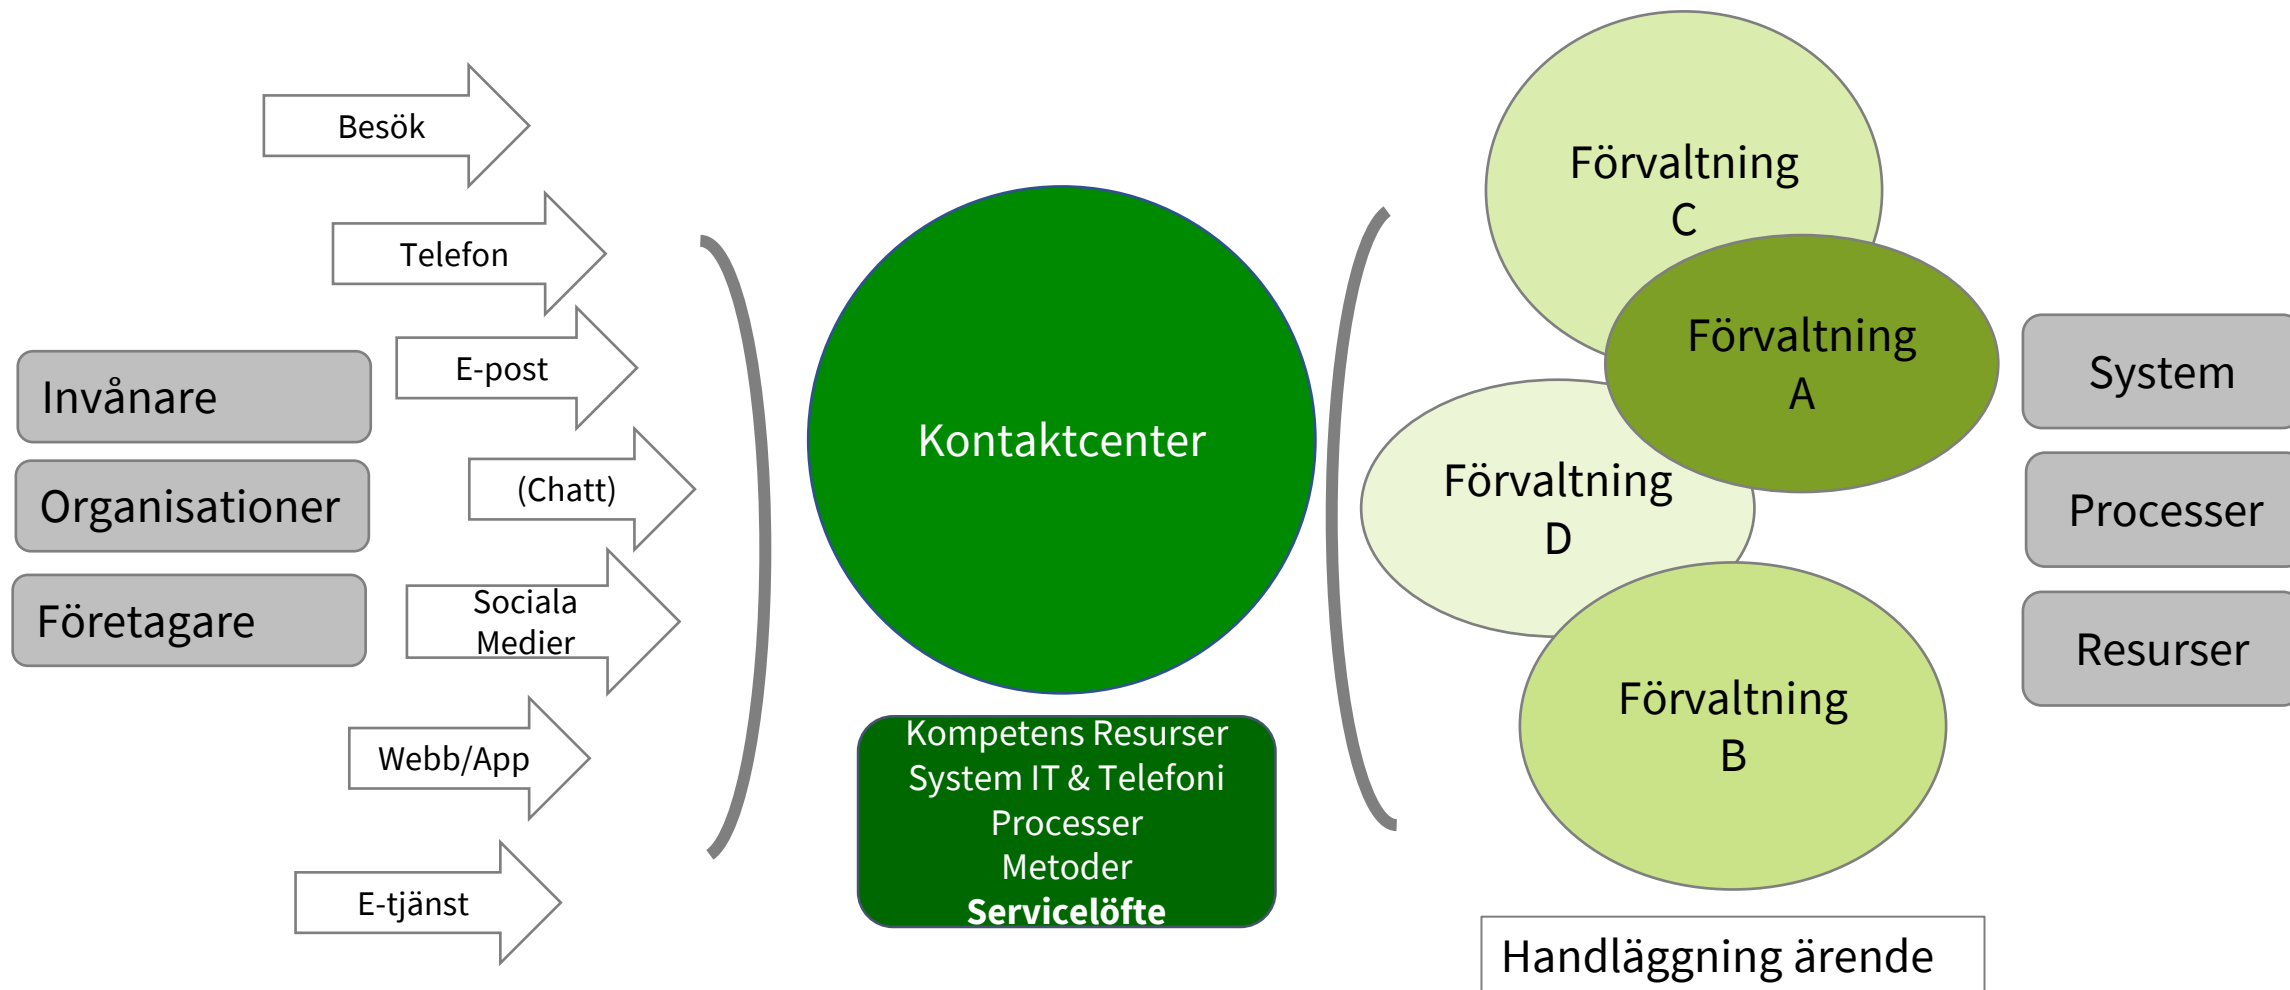 Besök
Telefon
E-post
(Chatt)
Sociala
Medier
Webb/App
E-tjänst
Invånare
Organisationer
Företagare
Kontaktcenter
Kompetens Resurser
System IT & Telefoni
Processer
Metoder
Servicelöfte
Förvaltning
C
Förvaltning
A
Förvaltning
D
Förvaltning
B
Handläggning ärende
System
Processer
Resurser